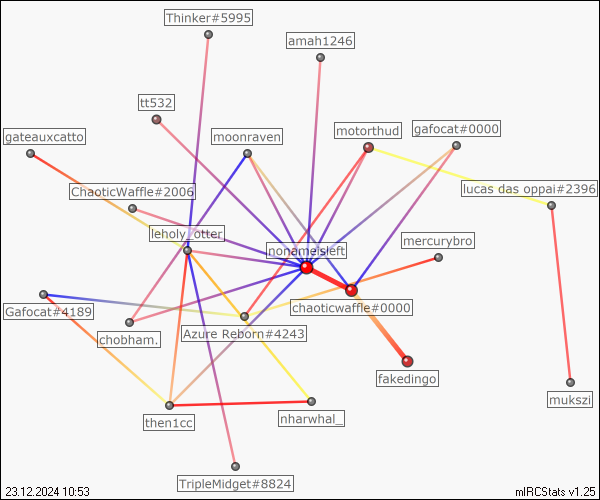 Thinker#5995
amah1246
tt532
gateauxcatto
moonraven
motorthud
gafocat#0000
ChaoticWaffle#2006
lucas das oppai#2396
leholy_otter
nonameisleft
mercurybro
Gafocat#4189
chaoticwaffle#0000
chobham.
Azure Reborn#4243
fakedingo
mukszi
then1cc
nharwhal_
TripleMidget#8824
23.12.2024 10:53
mIRCStats v1.25